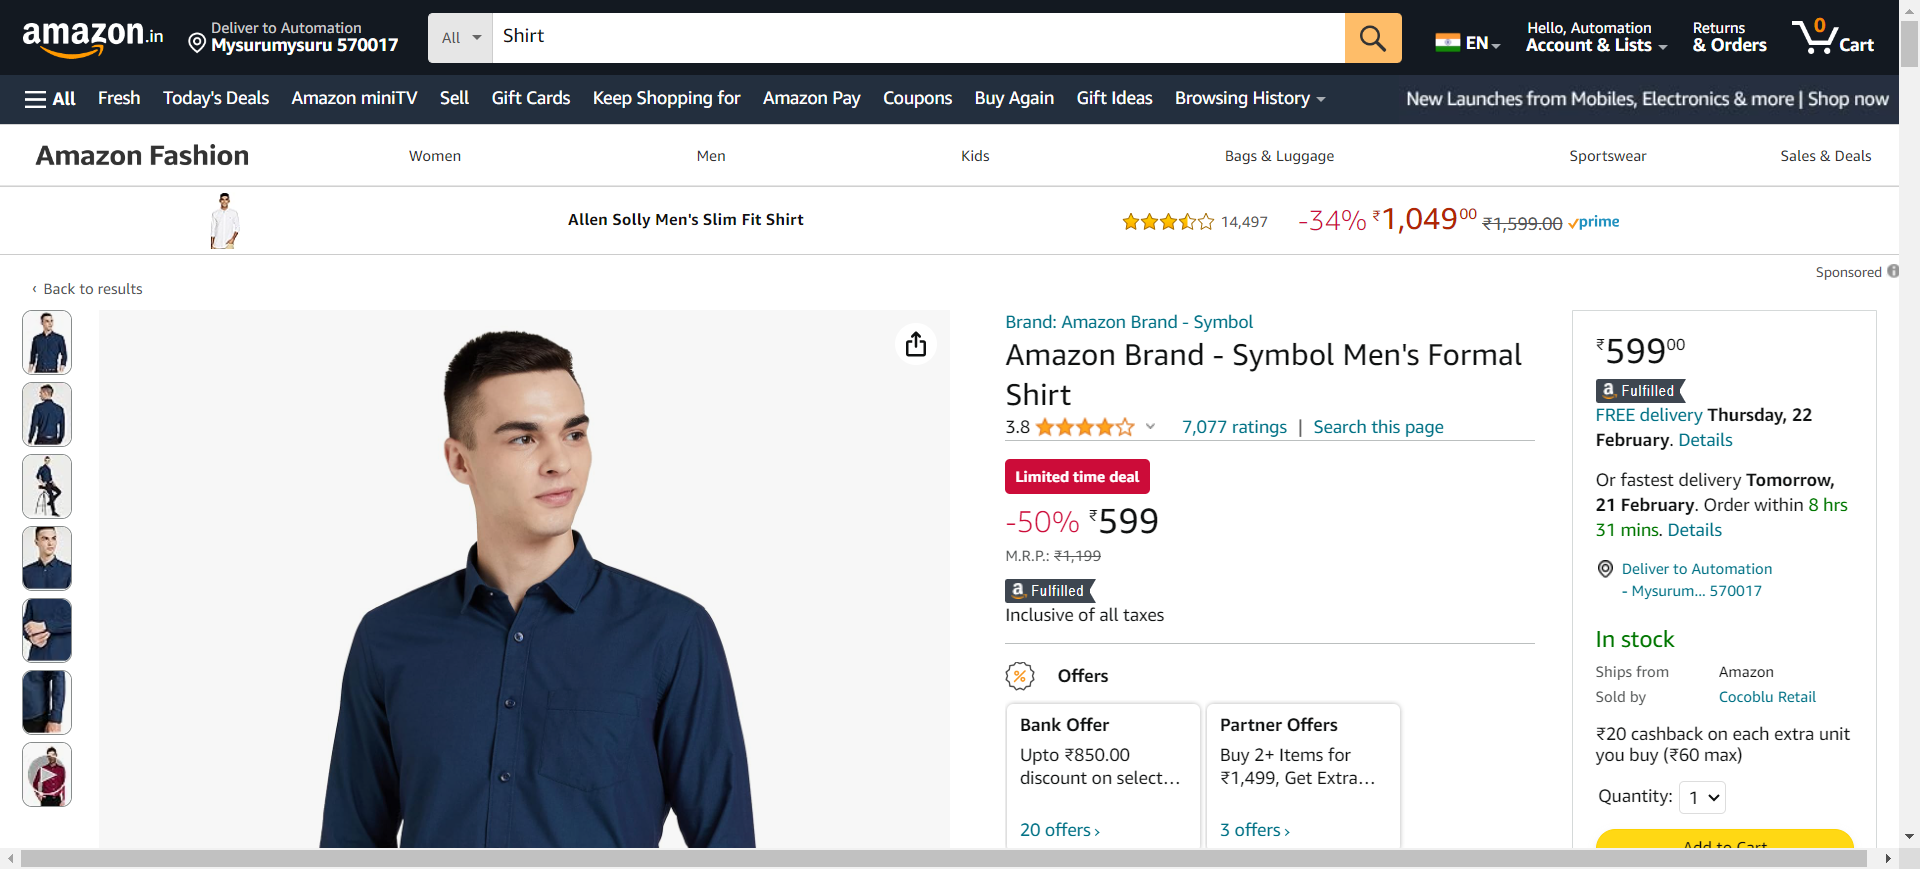 amazon.in
Deliver to Automation
Mysurumysuru 570017
All
Shirt
EN
Hello, Automation
Account & Lists
Returns
& Orders
0
Cart
All
Fresh
Today's Deals
Amazon miniTV
Sell
Gift Cards
Keep Shopping for
Amazon Pay
Coupons
Buy Again
Gift Ideas
Browsing History
New Launches from Mobiles, Electronics & more | Shop now
Amazon Fashion
Women
Men
Kids
Bags & Luggage
Sportswear
Sales & Deals
Allen Solly Men's Slim Fit Shirt
14,497
-34% ₹1,04900 ₹1,599.00 prime
Sponsored
‹ Back to results
Brand: Amazon Brand - Symbol
Amazon Brand - Symbol Men's Formal
Shirt
3.8
7,077 ratings | Search this page
Limited time deal
-50% ₹599
M.R.P.: ₹1,199
a Fulfilled
Inclusive of all taxes
% Offers
Bank Offer
Upto ₹850.00
discount on select…
20 offers ›
Partner Offers
Buy 2+ Items for
₹1,499, Get Extra…
3 offers ›
₹59900
a Fulfilled
FREE delivery Thursday, 22
February. Details
Or fastest delivery Tomorrow,
21 February. Order within 8 hrs
31 mins. Details
Deliver to Automation
- Mysurum... 570017
In stock
Ships from Amazon
Sold by Cocoblu Retail
₹20 cashback on each extra unit
you buy (₹60 max)
Quantity: 1
Add to Cart